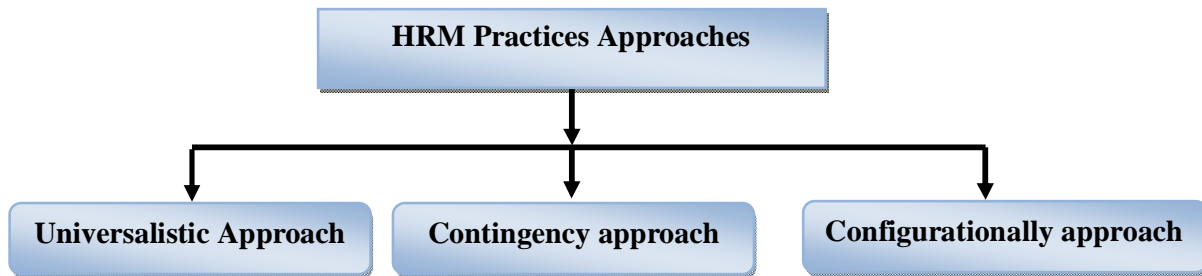 HRM Practices Approaches
Universalistic Approach
Contingency approach
Configurationally approach